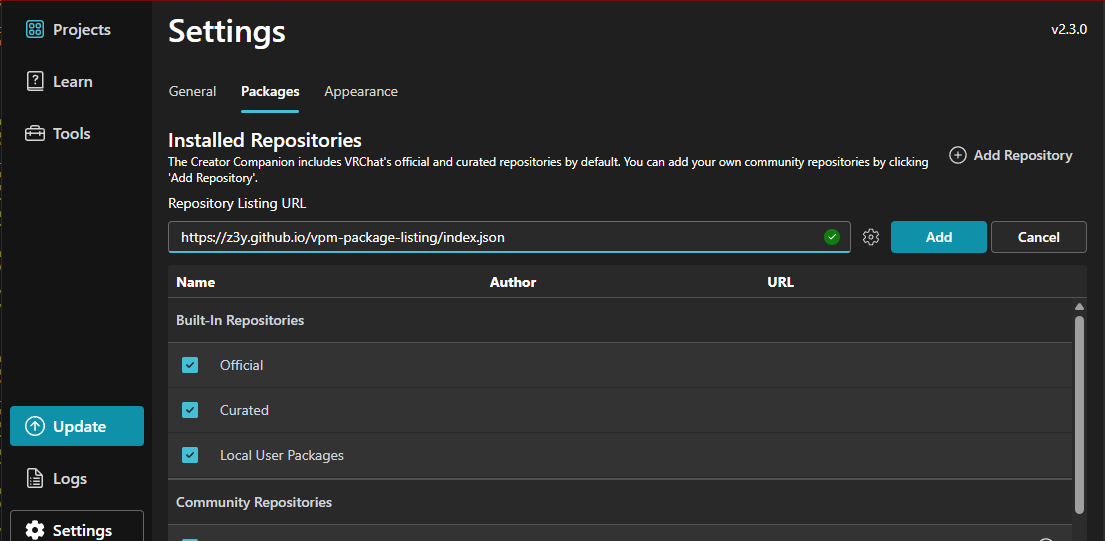 Projects
Settings
v2.3.0
Learn
General Packages Appearance
Tools
Installed Repositories
The Creator Companion includes VRChat's official and curated repositories by default. You can add your own community repositories by clicking
'Add Repository'.
Add Repository
Repository Listing URL
https://z3y.github.io/vpm-package-listing/index.json
Add
Cancel
Name Author URL
Built-In Repositories
Official
Curated
Local User Packages
Community Repositories
Update
Logs
Settings